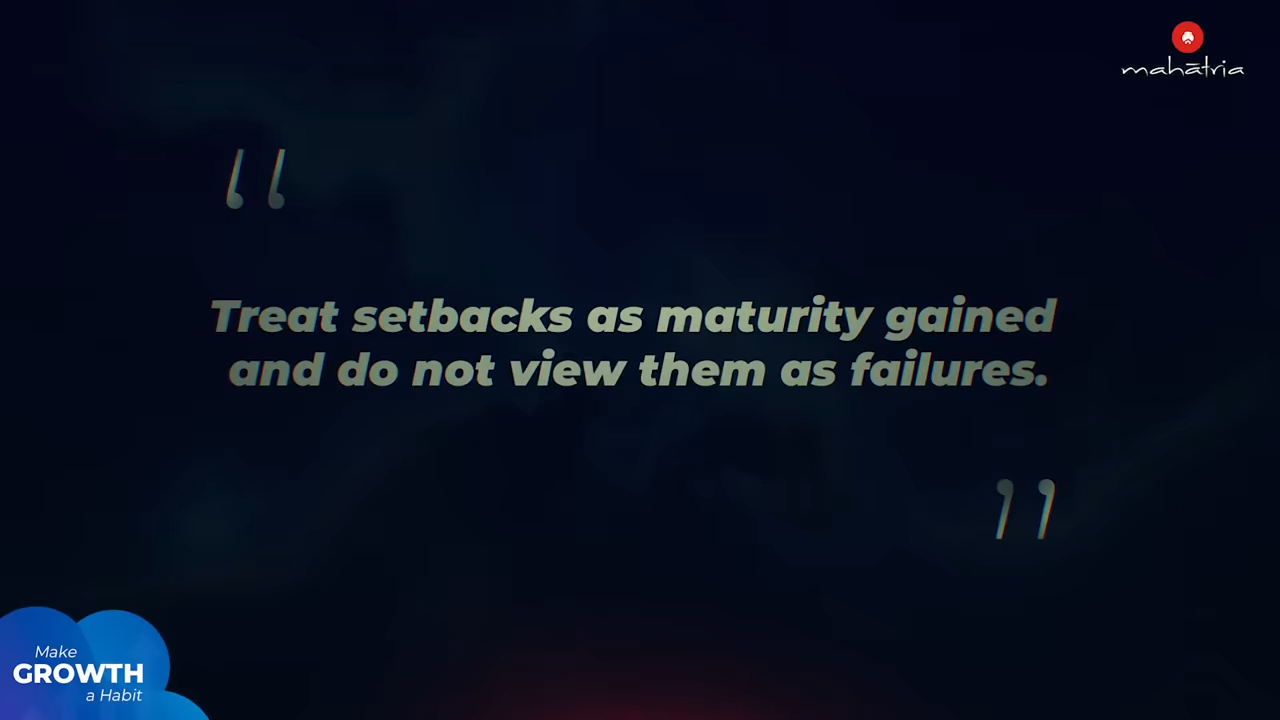 mahātria
“
Treat setbacks as maturity gained
and do not view them as failures.
”
Make
GROWTH
a Habit